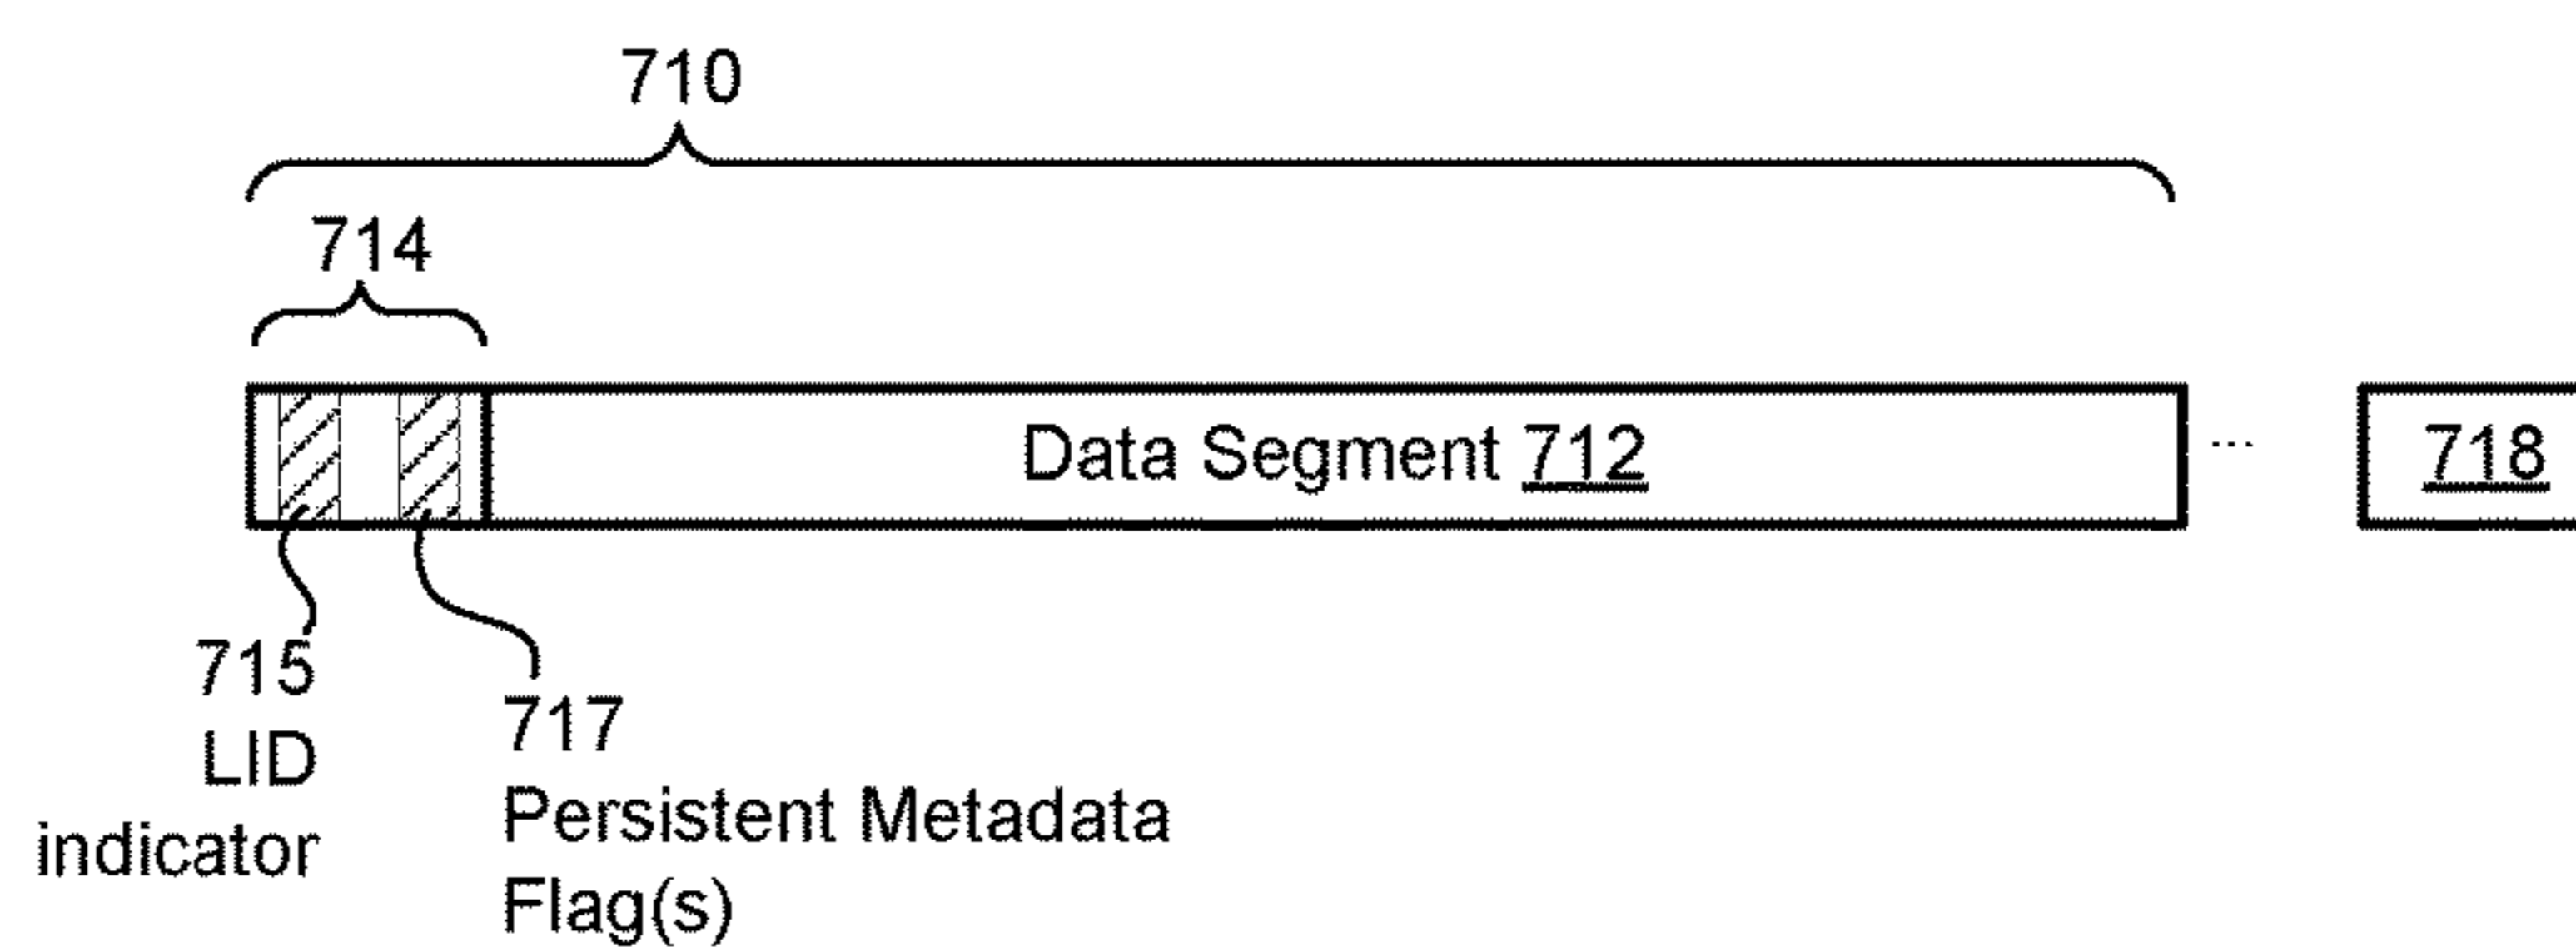 710
714
Data Segment 712
...
718
715
LID
indicator
717
Persistent Metadata
Flag(s)